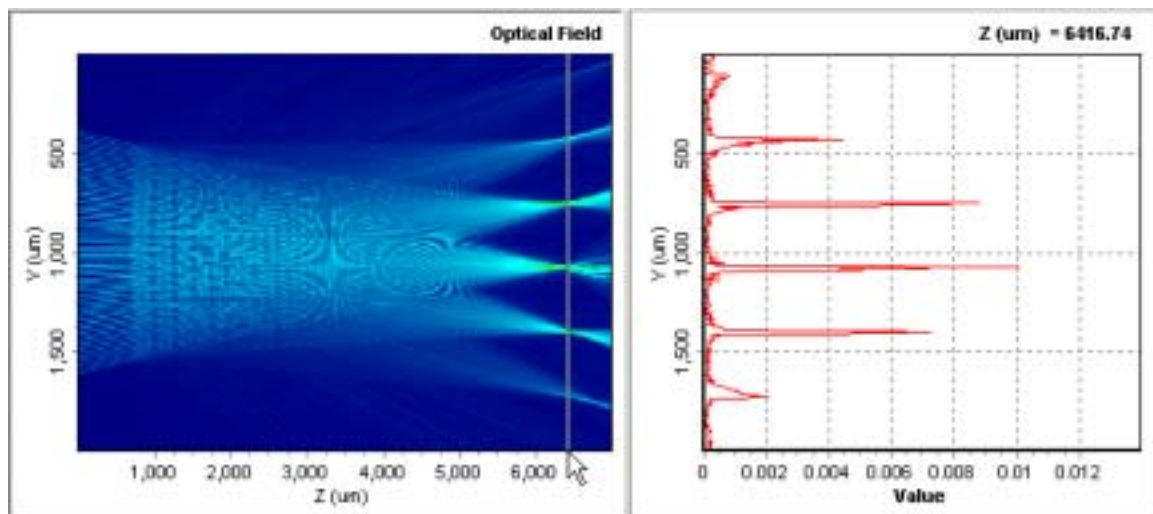 Optical Field
500
1,000
1,500
Y (um)
1,000 2,000 3,000 4,000 5,000 6,000
Z (um)
Z (um) = 6416.74
500
1,000
1,500
Y (um)
0 0.002 0.004 0.006 0.008 0.01 0.012
Value